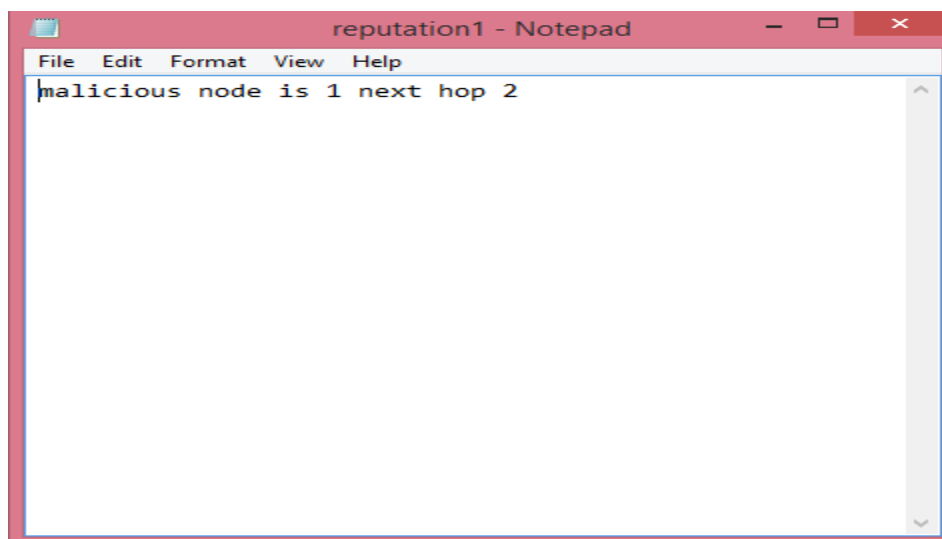 reputation1 - Notepad
File Edit Format View Help
malicious node is 1 next hop 2